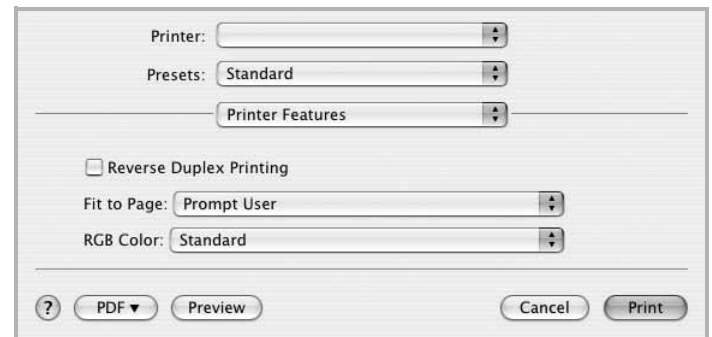 Printer:
Presets: Standard
Printer Features
Reverse Duplex Printing
Fit to Page: Prompt User
RGB Color: Standard
? PDF ▼ Preview Cancel Print